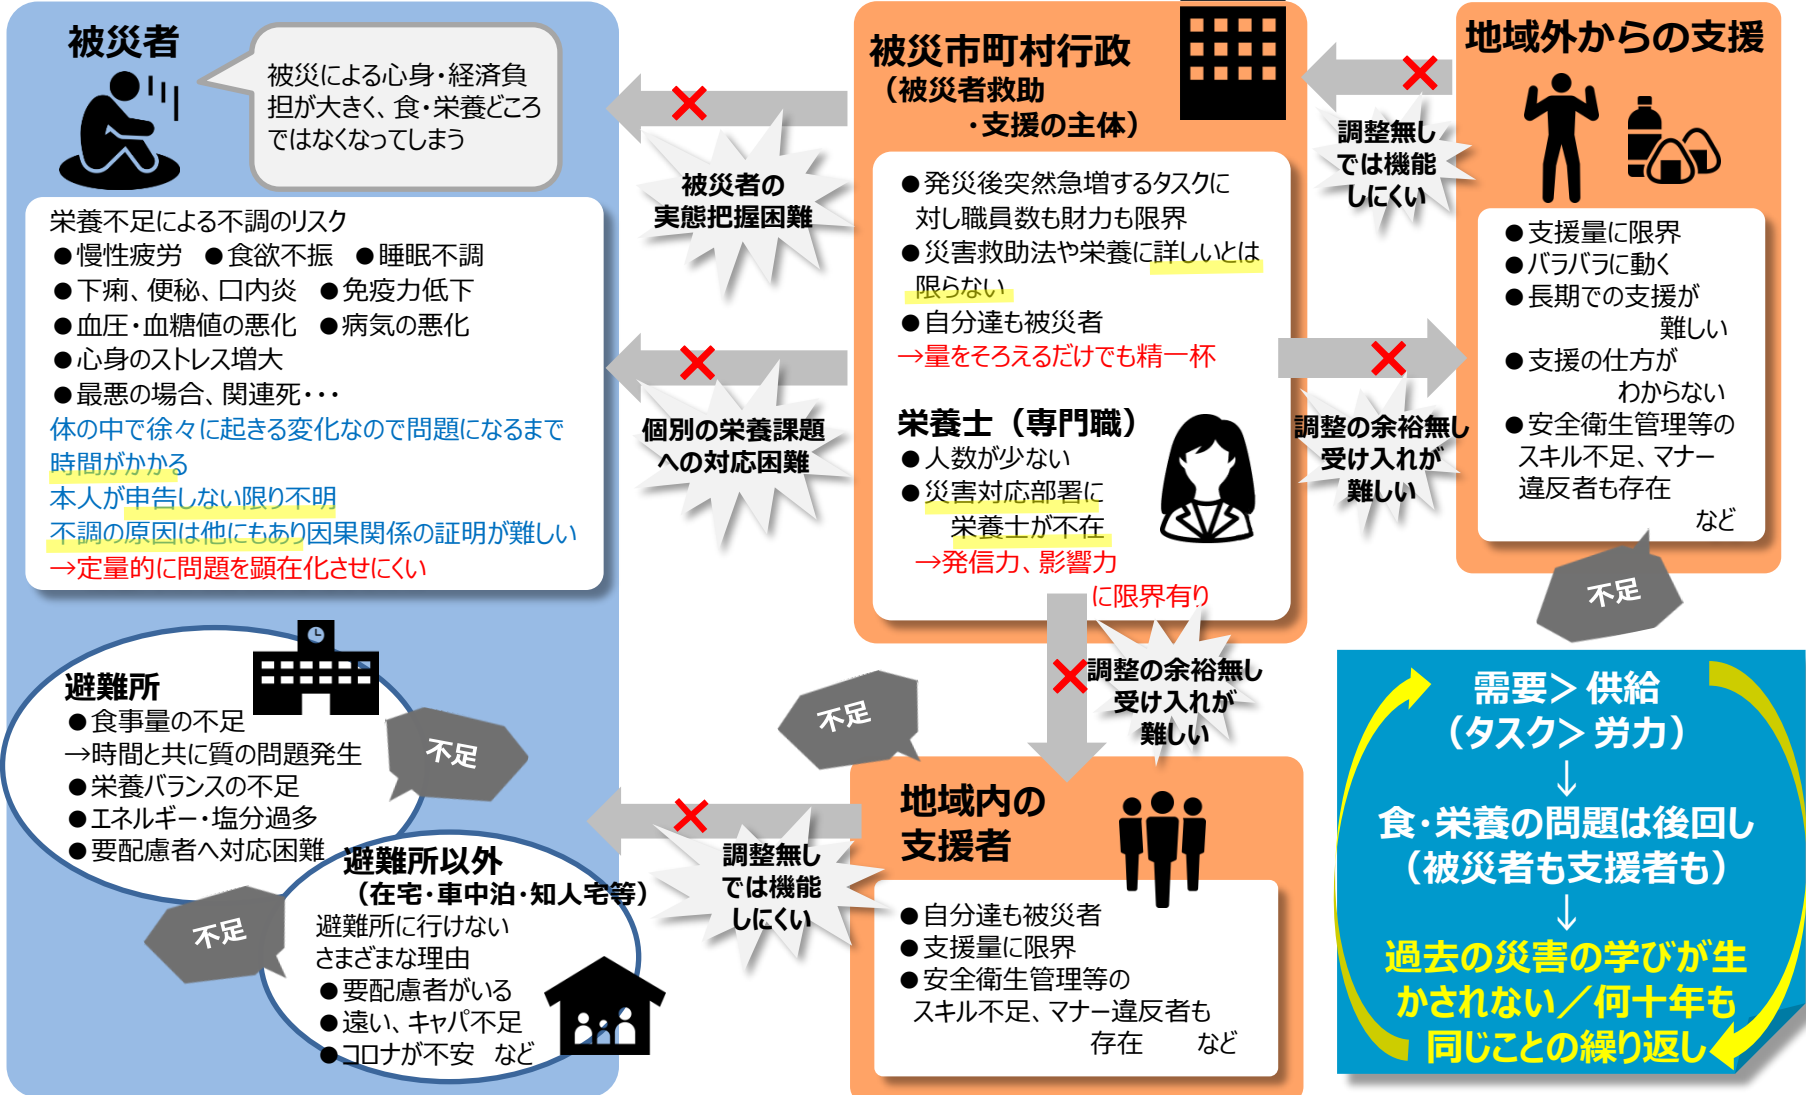 被災者
被災による心身・経済負
担が大きく、食・栄養どころ
ではなくなってしまう
栄養不足による不調のリスク
●慢性疲労　●食欲不振　●睡眠不調
●下痢、便秘、口内炎　●免疫力低下
●血圧・血糖値の悪化　●病気の悪化
●心身のストレス増大
●最悪の場合、関連死・・・
体の中で徐々に起きる変化なので問題になるまで
時間がかかる
本人が申告しない限り不明
不調の原因は他にもあり因果関係の証明が難しい
→定量的に問題を顕在化させにくい
避難所
●食事量の不足
→時間と共に質の問題発生
●栄養バランスの不足
●エネルギー・塩分過多
●要配慮者へ対応困難
不足
避難所以外
（在宅・車中泊・知人宅等）
避難所に行けない
さまざまな理由
●要配慮者がいる
●遠い、キャパ不足
●コロナが不安　など
不足
被災者の
実態把握困難
個別の栄養課題
への対応困難
被災市町村行政
（被災者救助
・支援の主体）
●発災後突然急増するタスクに
対し職員数も財力も限界
●災害救助法や栄養に詳しいとは
限らない
●自分達も被災者
→量をそろえるだけでも精一杯
栄養士（専門職）
●人数が少ない
●災害対応部署に
栄養士が不在
→発信力、影響力
に限界有り
調整の余裕無し
受け入れが
難しい
不足
地域内の
支援者
●自分達も被災者
●支援量に限界
●安全衛生管理等の
スキル不足、マナー違反者も
存在　　など
調整無し
では機能
しにくい
調整無し
では機能
しにくい
調整の余裕無し
受け入れが
難しい
地域外からの支援
●支援量に限界
●バラバラに動く
●長期での支援が
難しい
●支援の仕方が
わからない
●安全衛生管理等の
スキル不足、マナー
違反者も存在
など
不足
需要＞供給
（タスク＞労力）
↓
食・栄養の問題は後回し
（被災者も支援者も）
↓
過去の災害の学びが生
かされない／何十年も
同じことの繰り返し